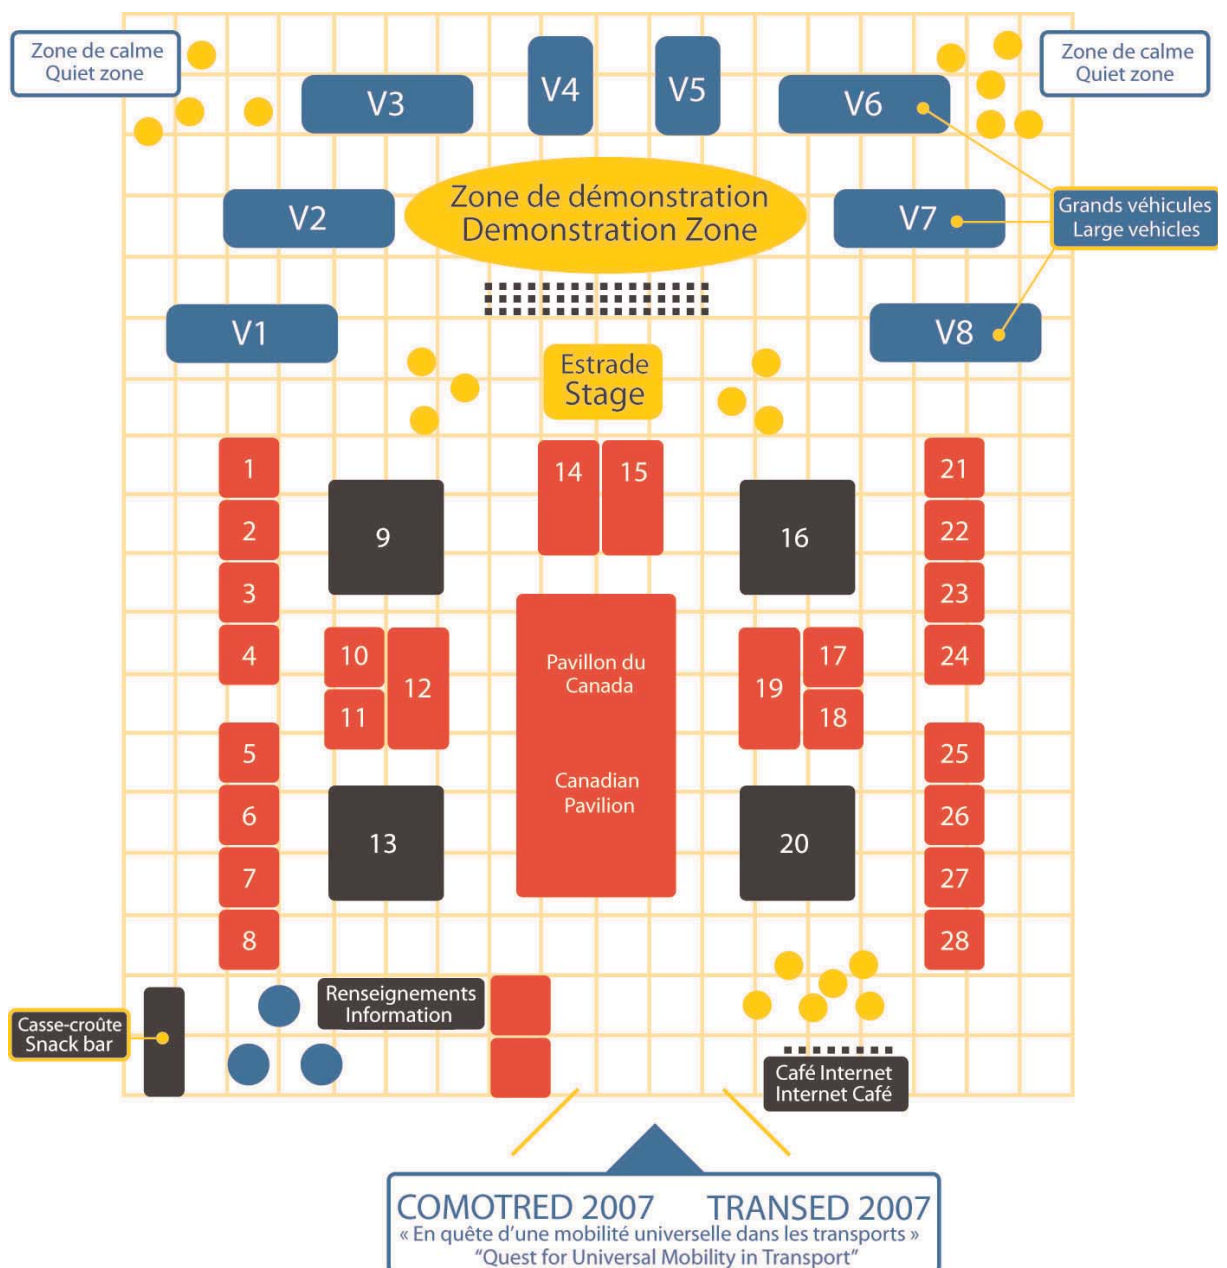 Zone de calme
Quiet zone
Zone de calme
Quiet zone
V4
V5
V3
V6
Zone de démonstration
Demonstration Zone
V2
V7
Grands véhicules
Large vehicles
V1
V8
Estrade
Stage
1
14
15
21
2
9
16
22
3
23
4
10
12
Pavillon du
Canada
19
17
24
11
18
5
25
Canadian
Pavilion
6
26
13
20
7
27
8
28
Renseignements
Information
Casse-croûte
Snack bar
Café Internet
Internet Café
COMOTRED 2007 TRANSED 2007
« En quête d’une mobilité universelle dans les transports »
“Quest for Universal Mobility in Transport”